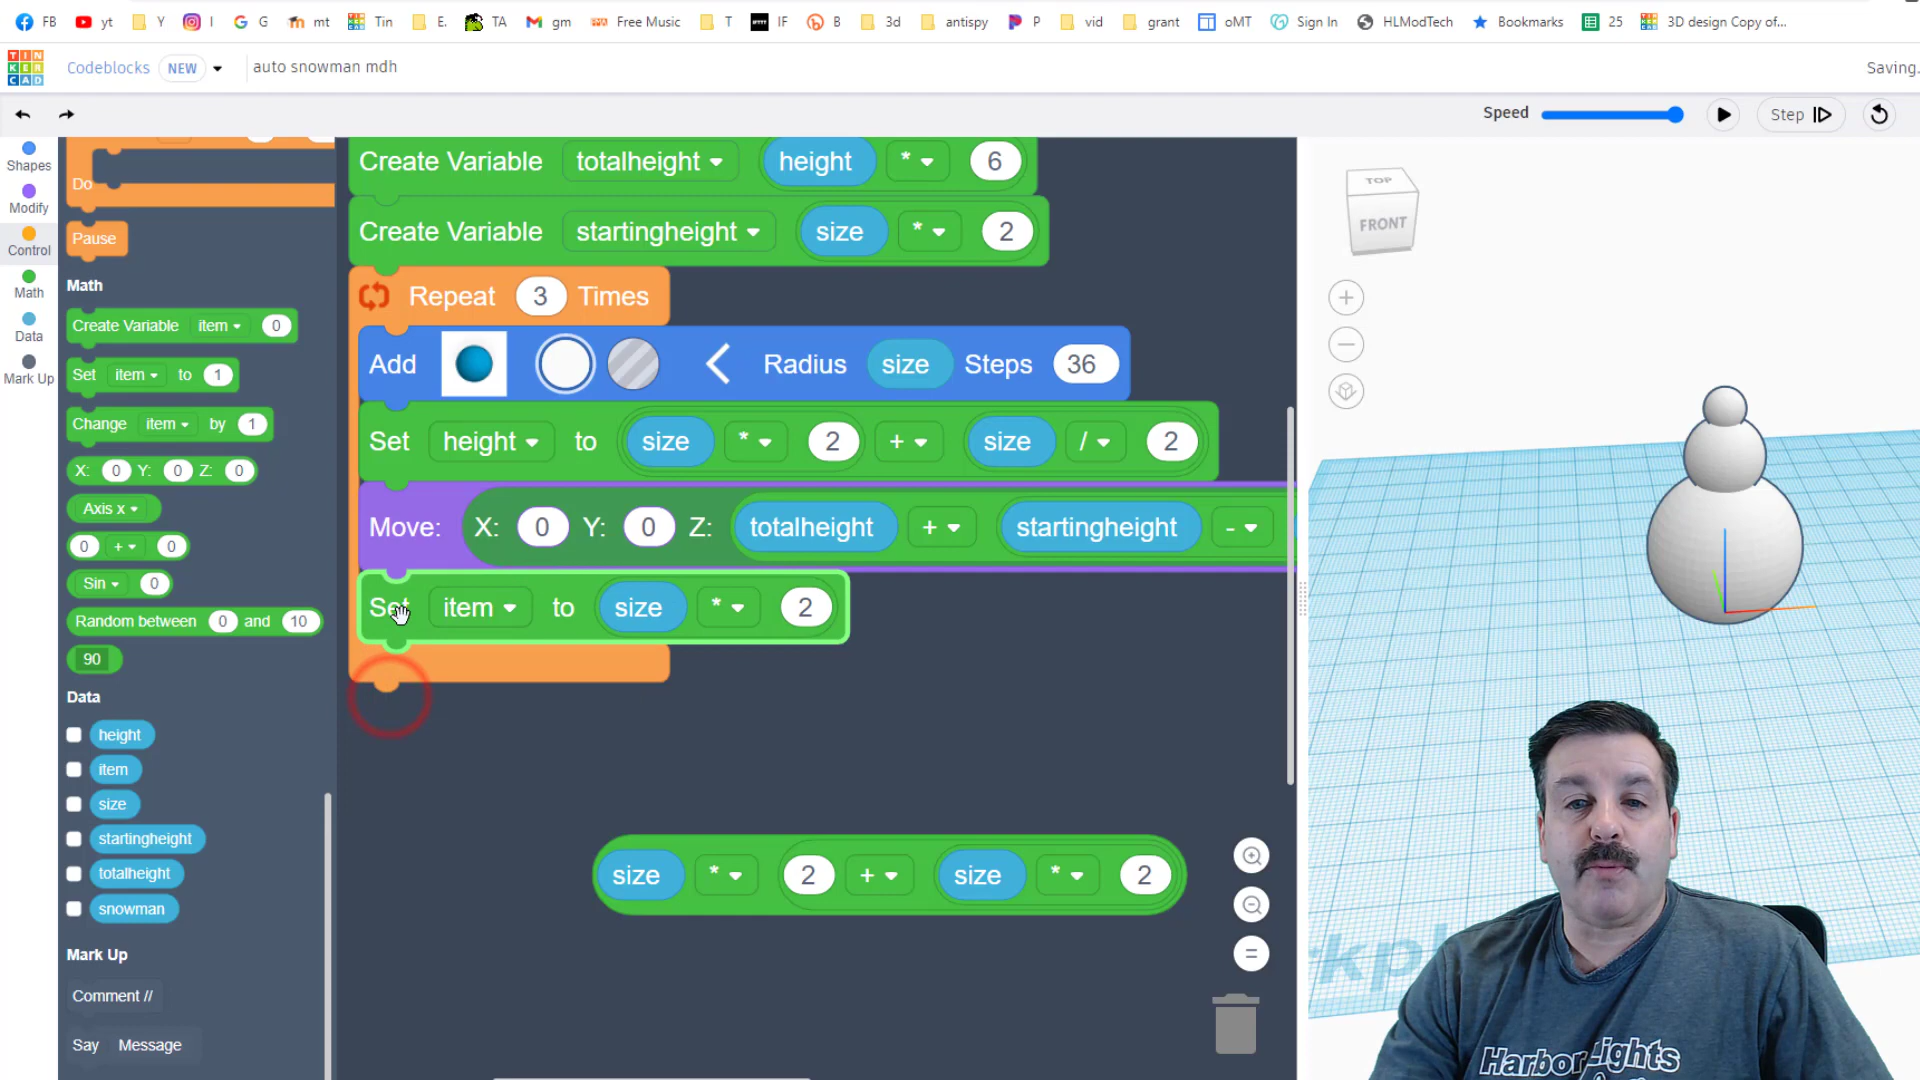 FB yt Y I G mt Tin E. TA gm Free Music T IF B 3d antispy P vid grant oMT Sign In HLModTech Bookmarks 25 3D design Copy of...
TIN KER CAD Codeblocks NEW auto snowman mdh Saving.
Speed Step
Shapes
Modify
Control
Math
Data
Mark Up
Do
Pause
Math
Create Variable item 0
Set item to 1
Change item by 1
X: 0 Y: 0 Z: 0
Axis x
0 + 0
Sin 0
Random between 0 and 10
90
Data
height
item
size
startingheight
totalheight
snowman
Mark Up
Comment //
Say Message
Create Variable totalheight height * 6
Create Variable startingheight size * 2
Repeat 3 Times
Add Radius size Steps 36
Set height to size * 2 + size / 2
Move: X: 0 Y: 0 Z: totalheight + startingheight -
Set item to size * 2
size * 2 + size * 2
TOP
FRONT
Harbor Lights